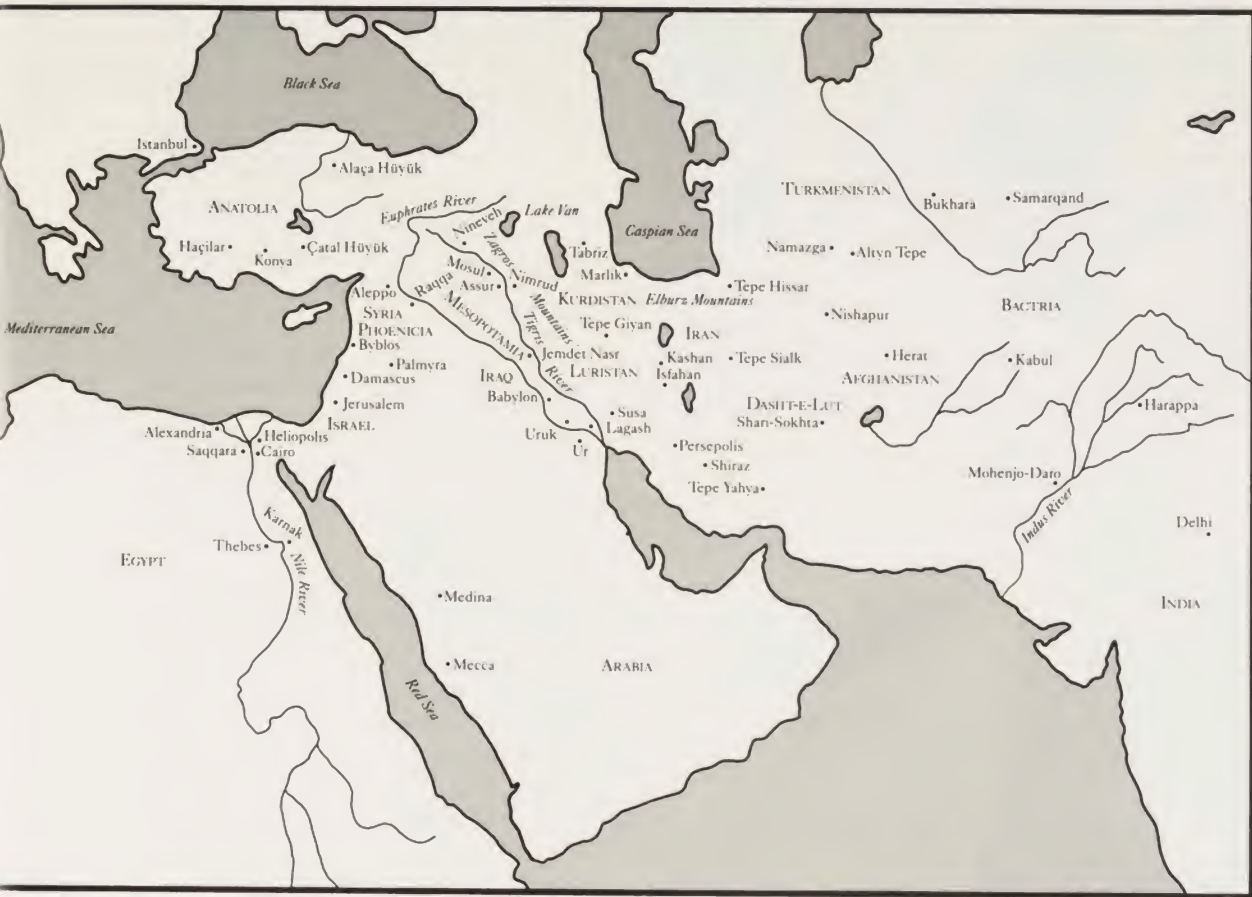 Black Sea
Istanbul
Alaça Hüyük
TURKMENISTAN
Bukhara
Samarqand
ANATOLIA
Euphrates River
Lake Van
Nineveh
Caspian Sea
Haçilar
Konya
Çatal Hüyük
Zagros Mountains
Tabriz
Namazga
Altyn Tepe
Mosul
Nimrud
Marlik
Aleppo
Raqqa
Assur
KURDISTAN
Elburz Mountains
Tepe Hissar
BACTRIA
SYRIA
MESOPOTAMIA
Tigris River
Nishapur
Mediterranean Sea
PHOENICIA
Tepe Giyan
IRAN
Byblos
Jemdet Nasr
Kashan
Tepe Sialk
Herat
Kabul
Palmyra
LURISTAN
Isfahan
AFGHANISTAN
Damascus
IRAQ
Babylon
Jerusalem
Susa
DASHT-E-LUT
Harappa
ISRAEL
Lagash
Shari-Sokhta
Alexandria
Heliopolis
Uruk
Saqqara
Cairo
Ur
Persepolis
Shiraz
Mohenjo-Daro
Tepe Yahya
Indus River
Karnak
Delhi
Thebes
EGYPT
Nile River
Medina
INDIA
Mecca
ARABIA
Red Sea